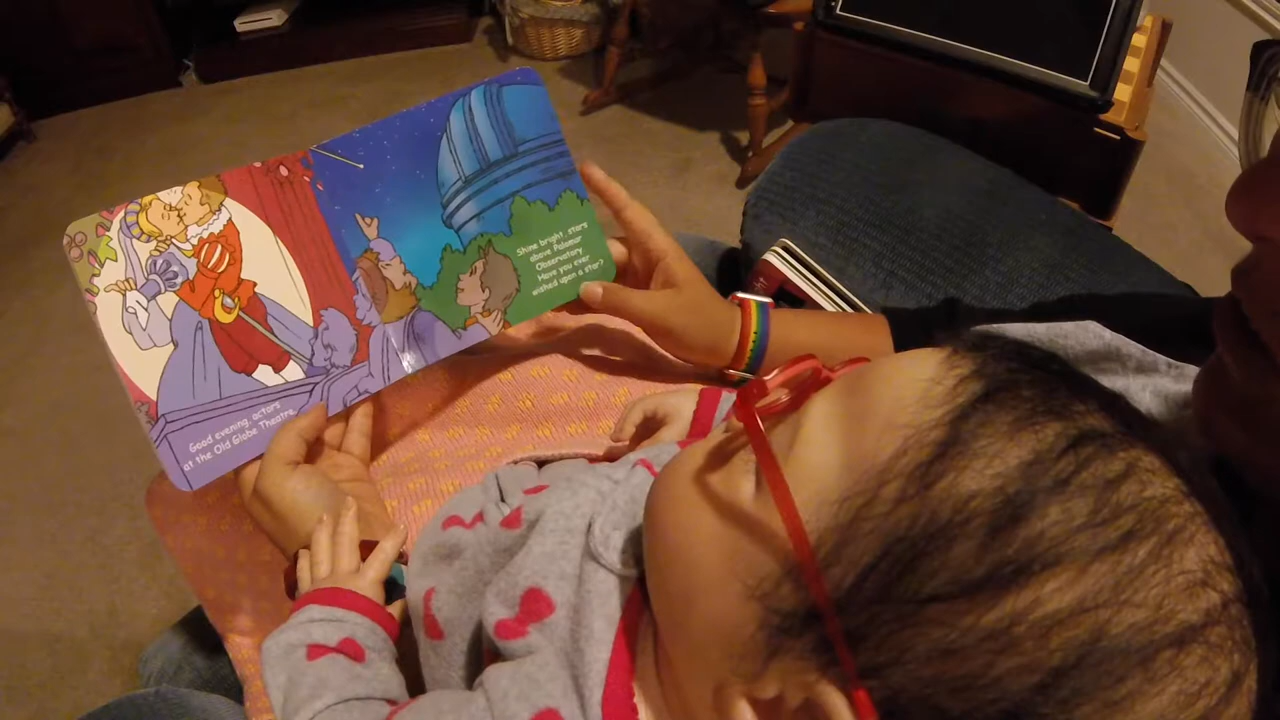 Good evening, actors
at the Old Globe Theatre.
Shine bright, stars
above Palomar
Observatory.
Have you ever
wished upon a star?